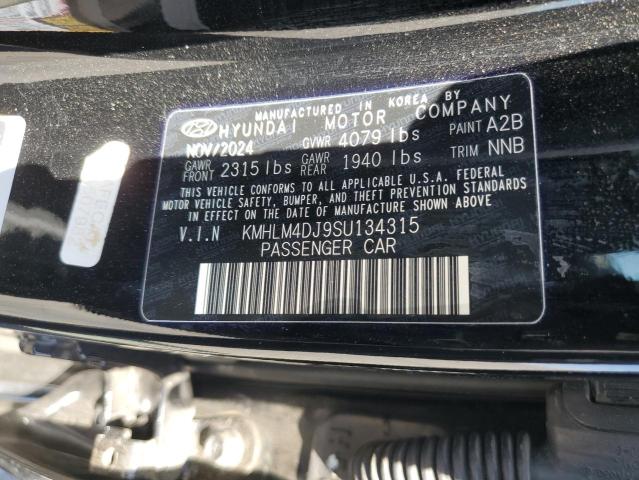 MANUFACTURED IN KOREA BY
HYUNDAI MOTOR COMPANY
NOV/2024 GVWR 4079 lbs PAINT A2B
GAWR FRONT 2315 lbs GAWR REAR 1940 lbs TRIM NNB
THIS VEHICLE CONFORMS TO ALL APPLICABLE U.S.A. FEDERAL
MOTOR VEHICLE SAFETY, BUMPER, AND THEFT PREVENTION STANDARDS
IN EFFECT ON THE DATE OF MANUFACTURE SHOWN ABOVE.
V.I.N KMHLM4DJ9SU134315
PASSENGER CAR